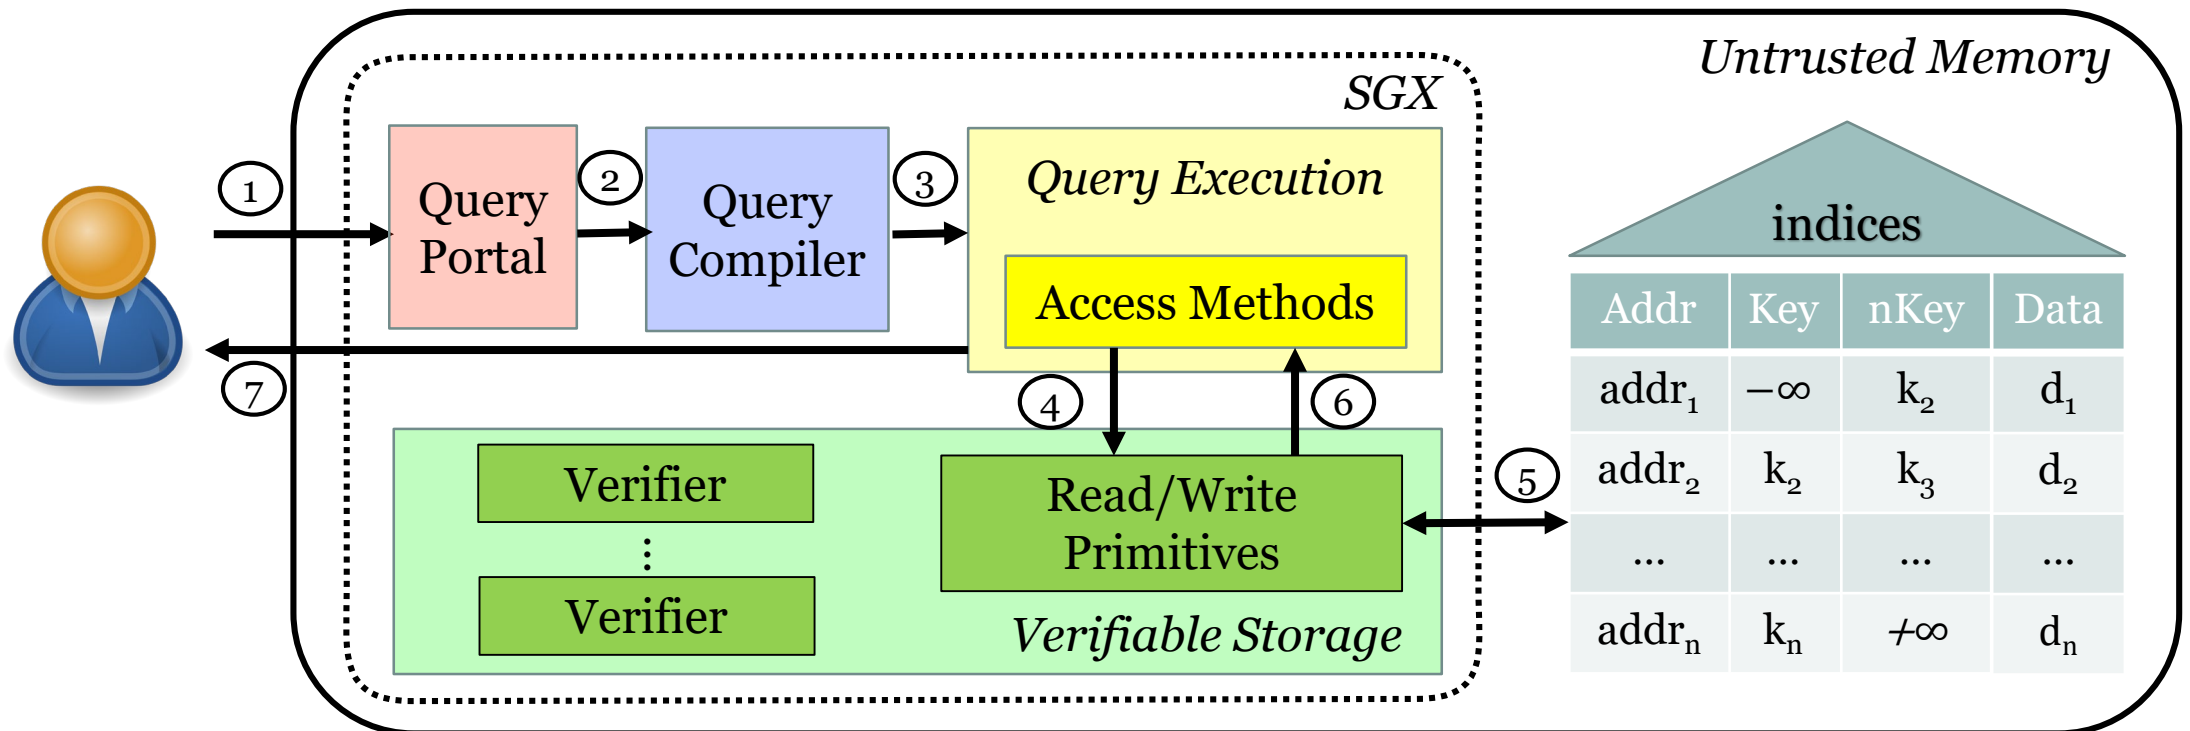 Untrusted Memory
SGX
1
Query
Portal
2
Query
Compiler
3
Query Execution
Access Methods
7
4
6
Verifier
⋮
Verifier
Read/Write
Primitives
Verifiable Storage
5
indices
Addr Key nKey Data
addr₁ −∞ k₂ d₁
addr₂ k₂ k₃ d₂
... ... ... ...
addrₙ kₙ +∞ dₙ